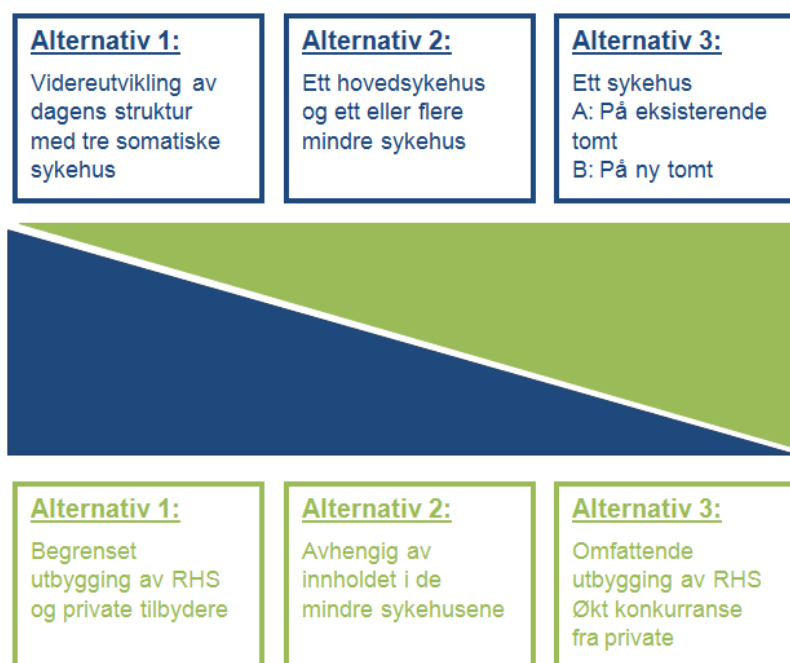 Alternativ 1:
Videreutvikling av
dagens struktur
med tre somatiske
sykehus
Alternativ 2:
Ett hovedsykehus
og ett eller flere
mindre sykehus
Alternativ 3:
Ett sykehus
A: På eksisterende
tomt
B: På ny tomt
Alternativ 1:
Begrenset
utbygging av RHS
og private tilbydere
Alternativ 2:
Avhengig av
innholdet i de
mindre sykehusene
Alternativ 3:
Omfattende
utbygging av RHS
Økt konkurranse
fra private